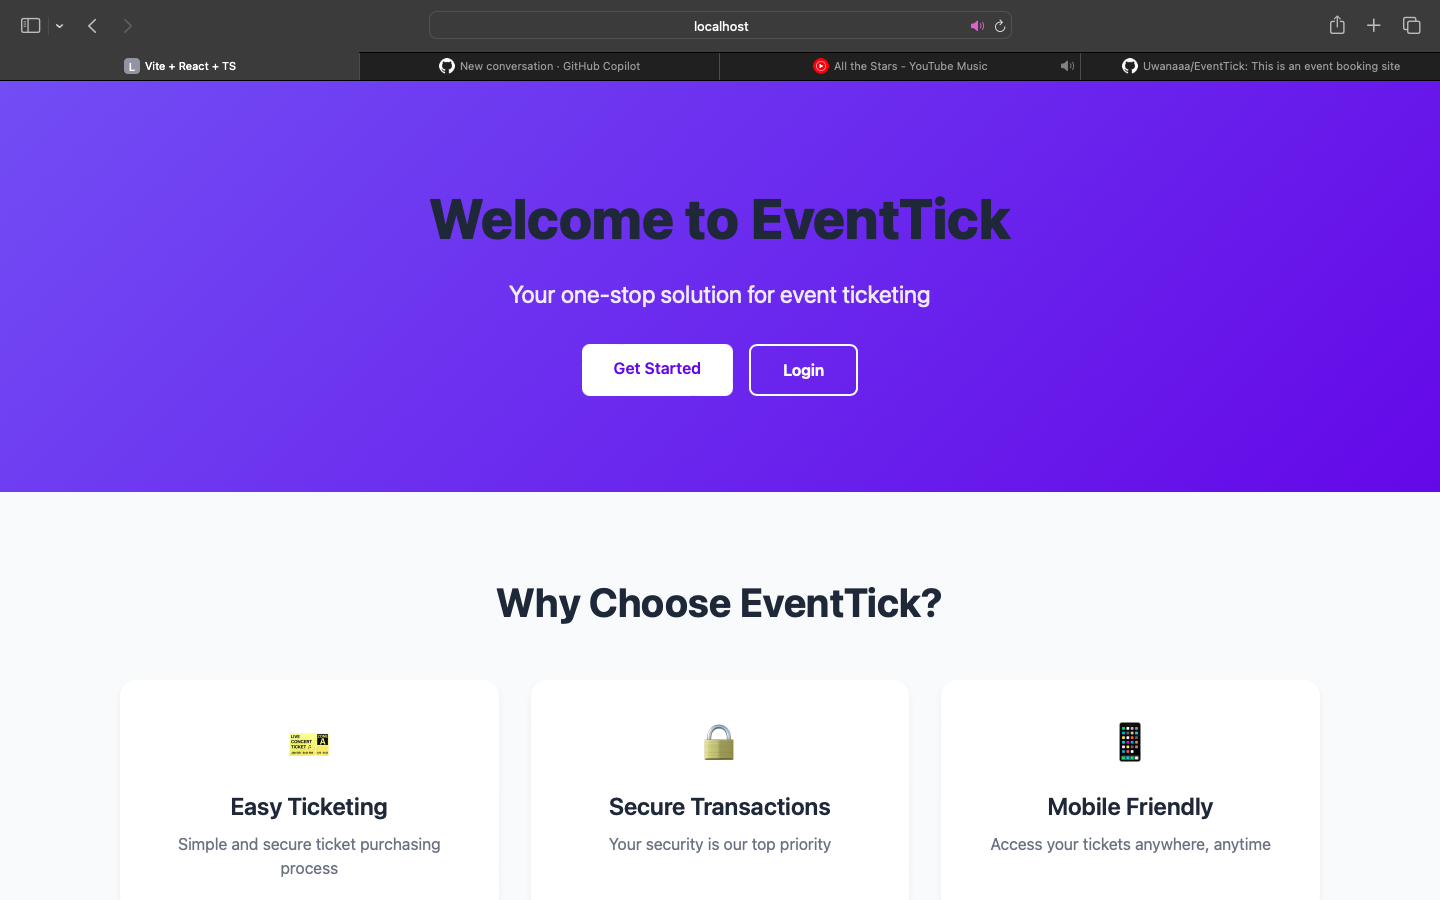 localhost
L Vite + React + TS
New conversation · GitHub Copilot
All the Stars - YouTube Music
Uwanaaa/EventTick: This is an event booking site
Welcome to EventTick
Your one-stop solution for event ticketing
Get Started
Login
Why Choose EventTick?
LIVE
CONCERT
TICKET
A
Easy Ticketing
Simple and secure ticket purchasing
process
Secure Transactions
Your security is our top priority
Mobile Friendly
Access your tickets anywhere, anytime